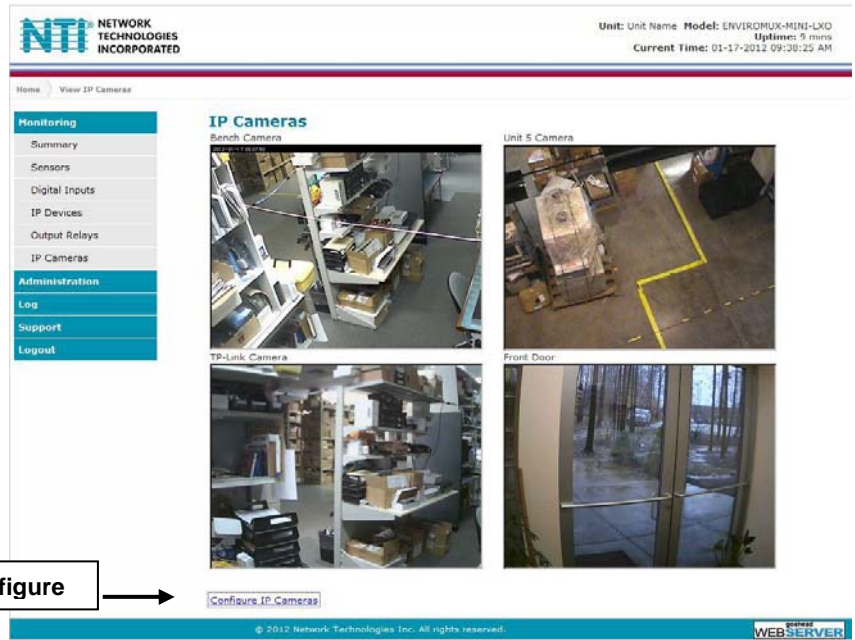 NTI
NETWORK
TECHNOLOGIES
INCORPORATED
Unit: Unit Name Model: ENVIROMUX-MINI-LXO
Uptime: 9 mins
Current Time: 01-17-2012 09:38:25 AM
Home View IP Cameras
Monitoring
Summary
Sensors
Digital Inputs
IP Devices
Output Relays
IP Cameras
Administration
Log
Support
Logout
IP Cameras
Bench Camera
Unit 5 Camera
TP-Link Camera
Front Door
figure
Configure IP Cameras
© 2012 Network Technologies Inc. All rights reserved.
goahead
WEBSERVER